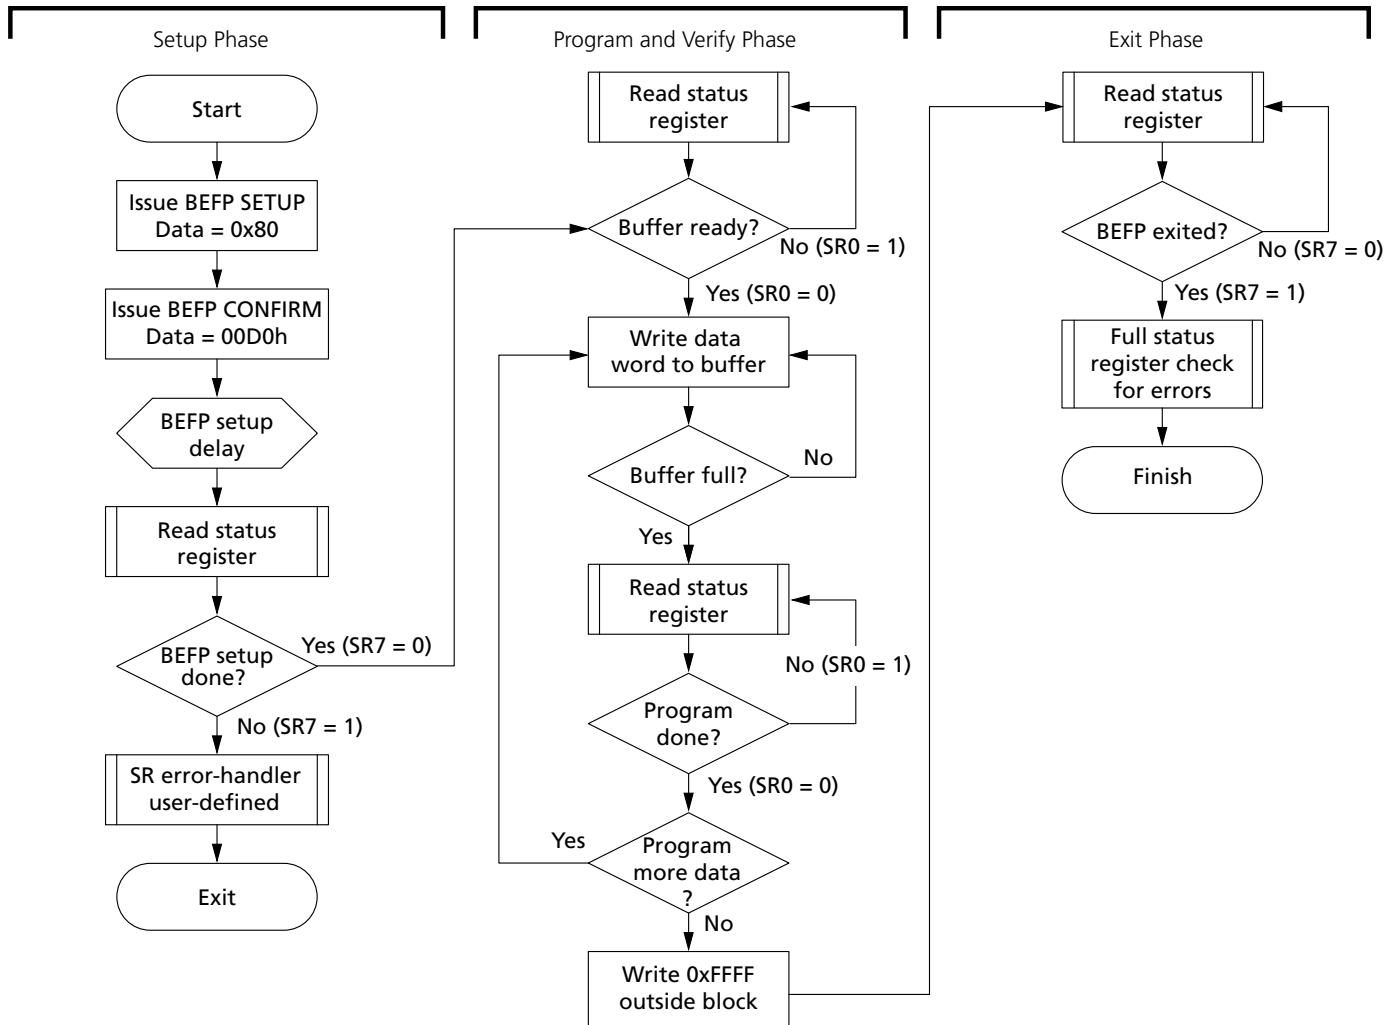 Setup Phase
Start
Issue BEFP SETUP
Data = 0x80
Issue BEFP CONFIRM
Data = 00D0h
BEFP setup
delay
Read status
register
BEFP setup
done?
Yes (SR7 = 0)
No (SR7 = 1)
SR error-handler
user-defined
Exit
Program and Verify Phase
Read status
register
Buffer ready?
No (SR0 = 1)
Yes (SR0 = 0)
Write data
word to buffer
Buffer full?
No
Yes
Read status
register
No (SR0 = 1)
Program
done?
Yes (SR0 = 0)
Program
more data
?
Yes
No
Write 0xFFFF
outside block
Exit Phase
Read status
register
BEFP exited?
No (SR7 = 0)
Yes (SR7 = 1)
Full status
register check
for errors
Finish